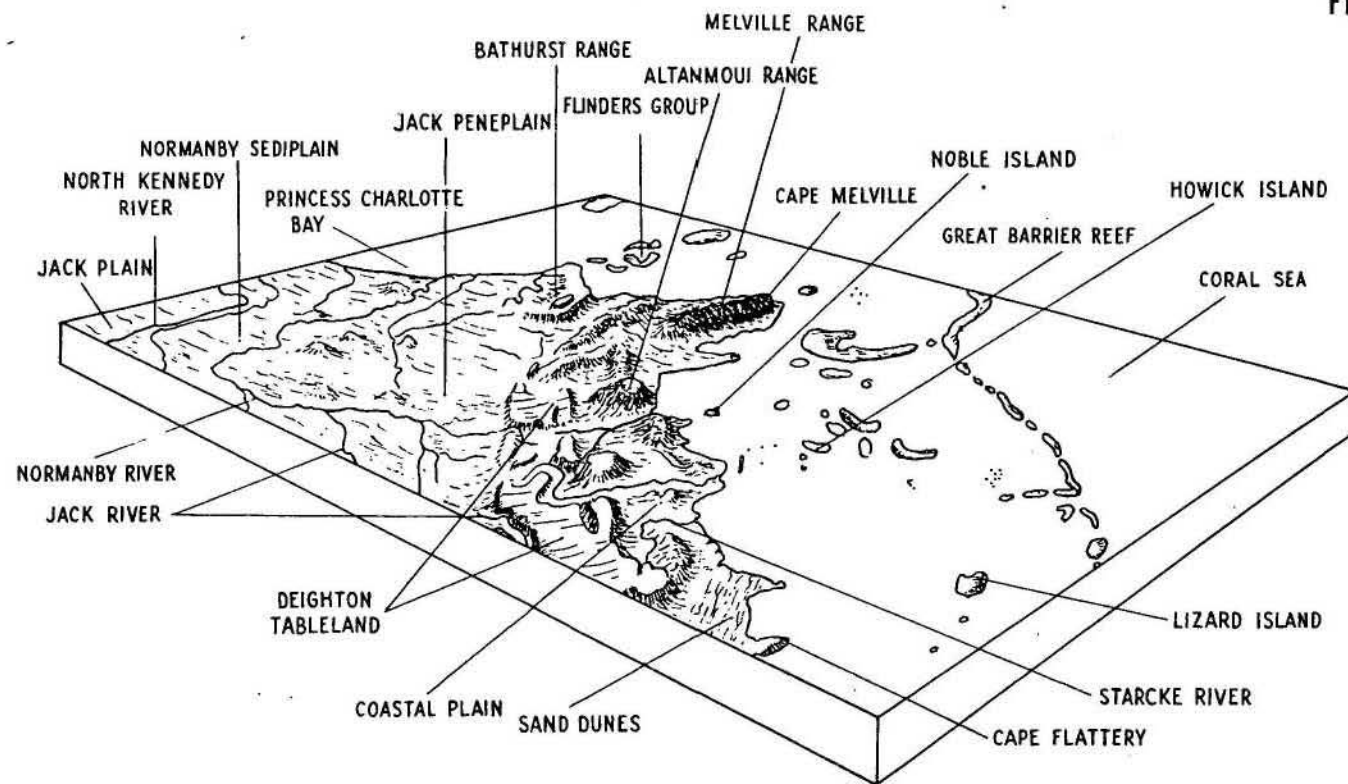 MELVILLE RANGE
BATHURST RANGE
ALTANMOUI RANGE
FLINDERS GROUP
JACK PENEPLAIN
NORMANBY SEDIPLAIN
NOBLE ISLAND
NORTH KENNEDY
RIVER
PRINCESS CHARLOTTE
BAY
CAPE MELVILLE
HOWICK ISLAND
GREAT BARRIER REEF
JACK PLAIN
CORAL SEA
NORMANBY RIVER
JACK RIVER
DEIGHTON
TABLELAND
LIZARD ISLAND
COASTAL PLAIN
SAND DUNES
STARCKE RIVER
CAPE FLATTERY